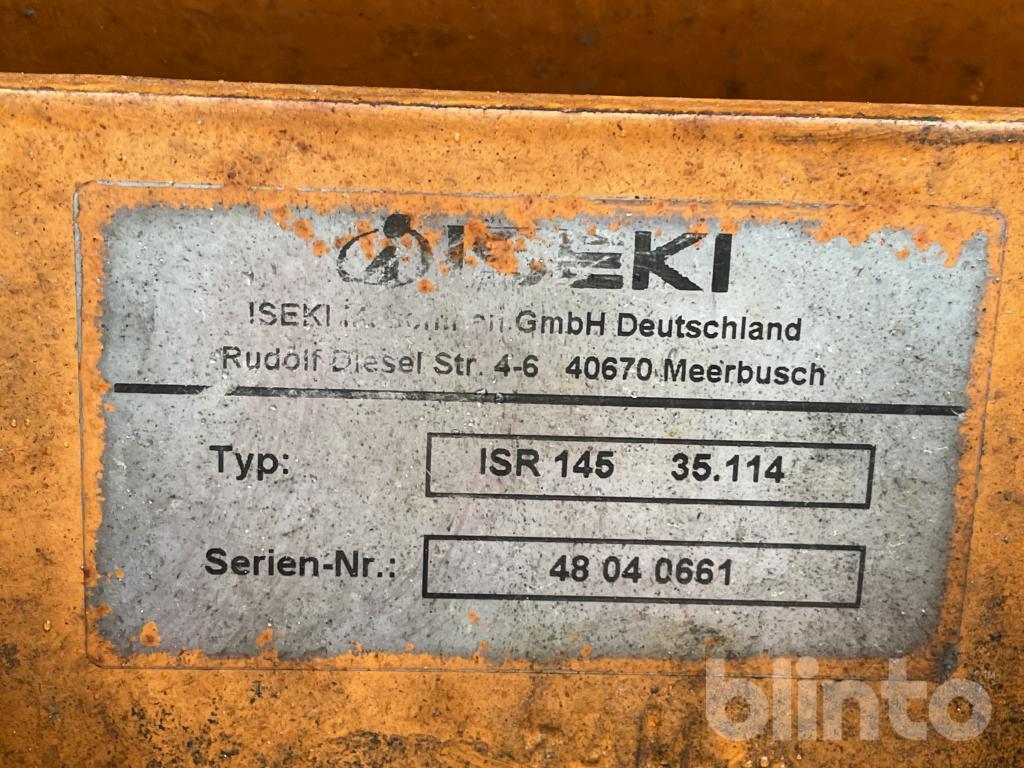 ISEKI
ISEKI GmbH Deutschland
Rudolf Diesel Str. 4-6 40670 Meerbusch
Typ: ISR 145 35.114
Serien-Nr.: 48 04 0661
blinto